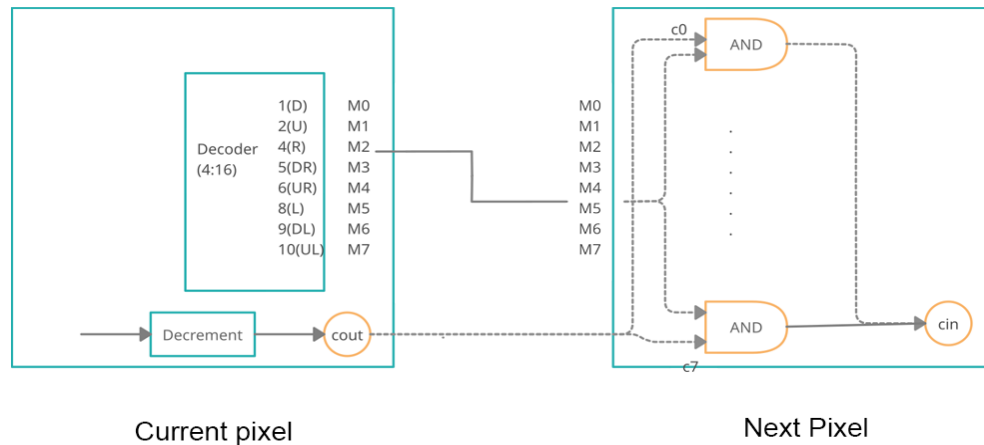 c0
AND
Decoder
(4:16)
1(D) M0
2(U) M1
4(R) M2
5(DR) M3
6(UR) M4
8(L) M5
9(DL) M6
10(UL) M7
M0
M1
M2
M3
M4
M5
M6
M7
Decrement
cout
AND
c7
cin
Current pixel
Next Pixel